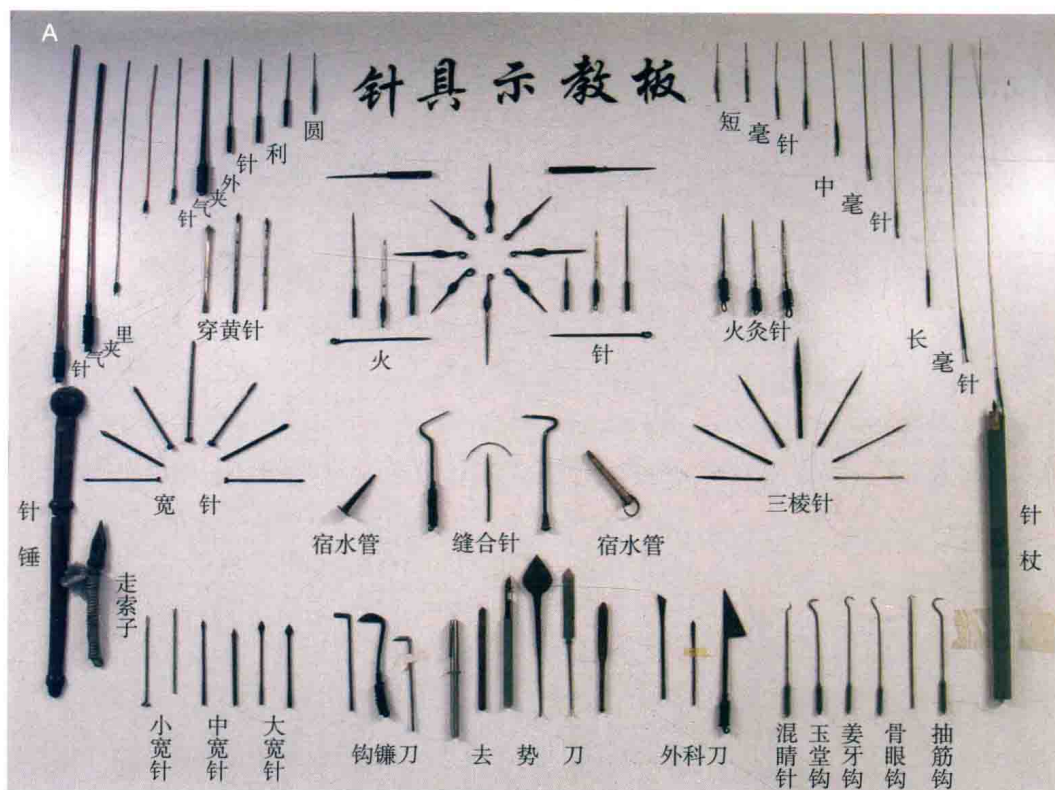 A
针具示教板
圆利针
外夹气针
里夹气针
短毫针
中毫针
长毫针
穿黄针
火针
火灸针
宽针
三棱针
宿水管
缝合针
宿水管
针锤
走索子
针杖
小宽针
中宽针
大宽针
钩镰刀
去势刀
外科刀
混睛针
玉堂钩
姜牙钩
骨眼钩
抽筋钩